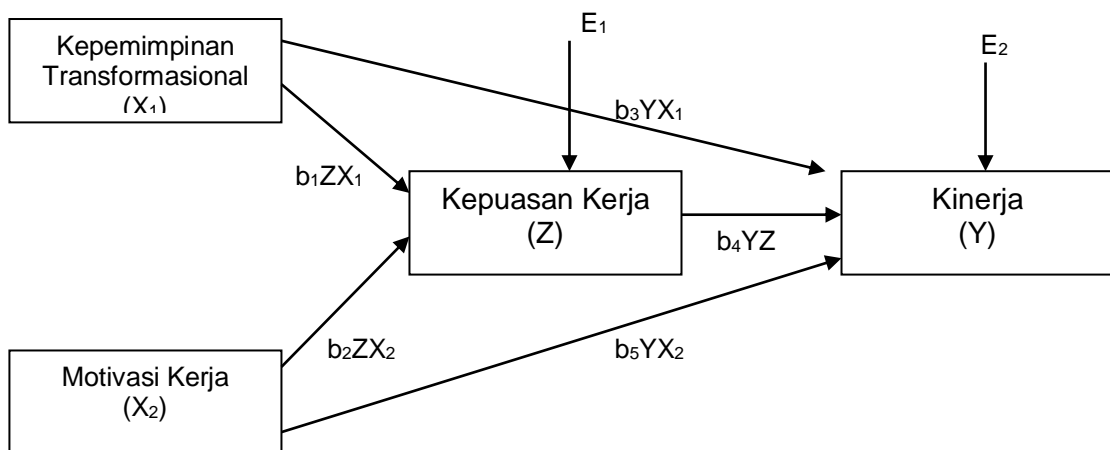 Kepemimpinan
Transformasional
(X₁)
E₁
E₂
b₃YX₁
b₁ZX₁
Kepuasan Kerja
(Z)
Kinerja
(Y)
b₄YZ
b₂ZX₂
b₅YX₂
Motivasi Kerja
(X₂)